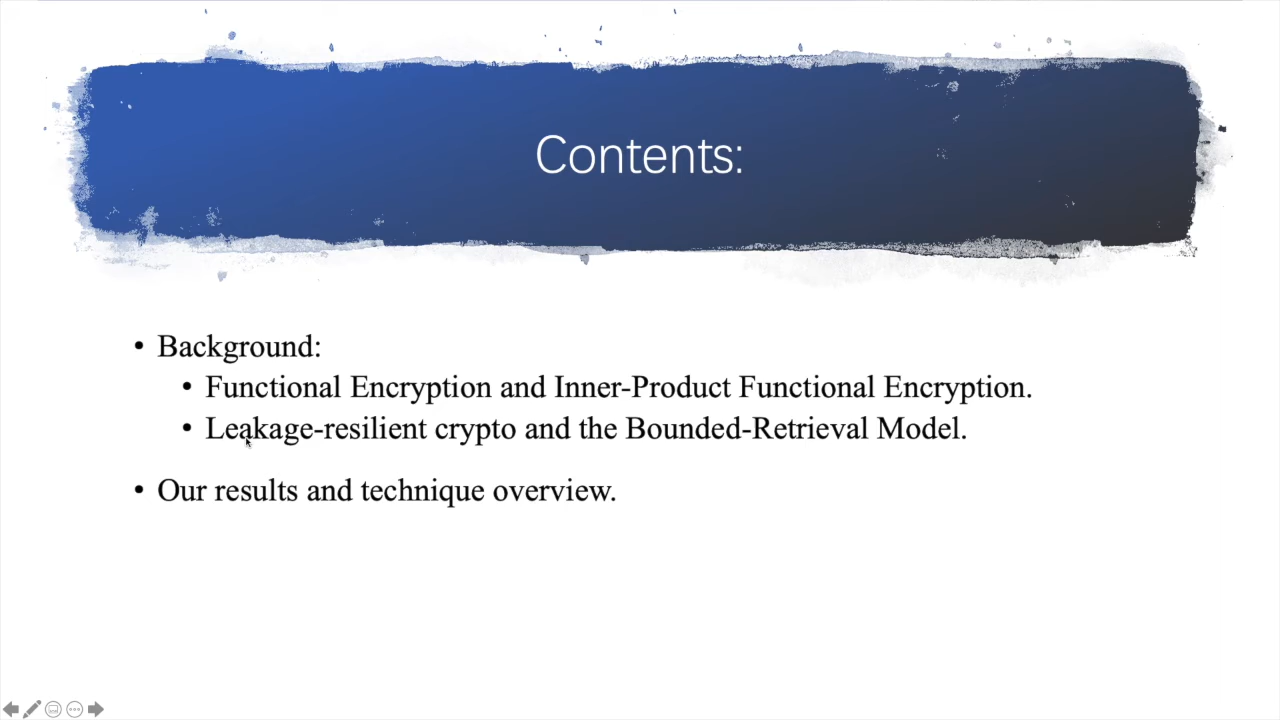 Contents:
• Background:
• Functional Encryption and Inner-Product Functional Encryption.
• Leakage-resilient crypto and the Bounded-Retrieval Model.
• Our results and technique overview.